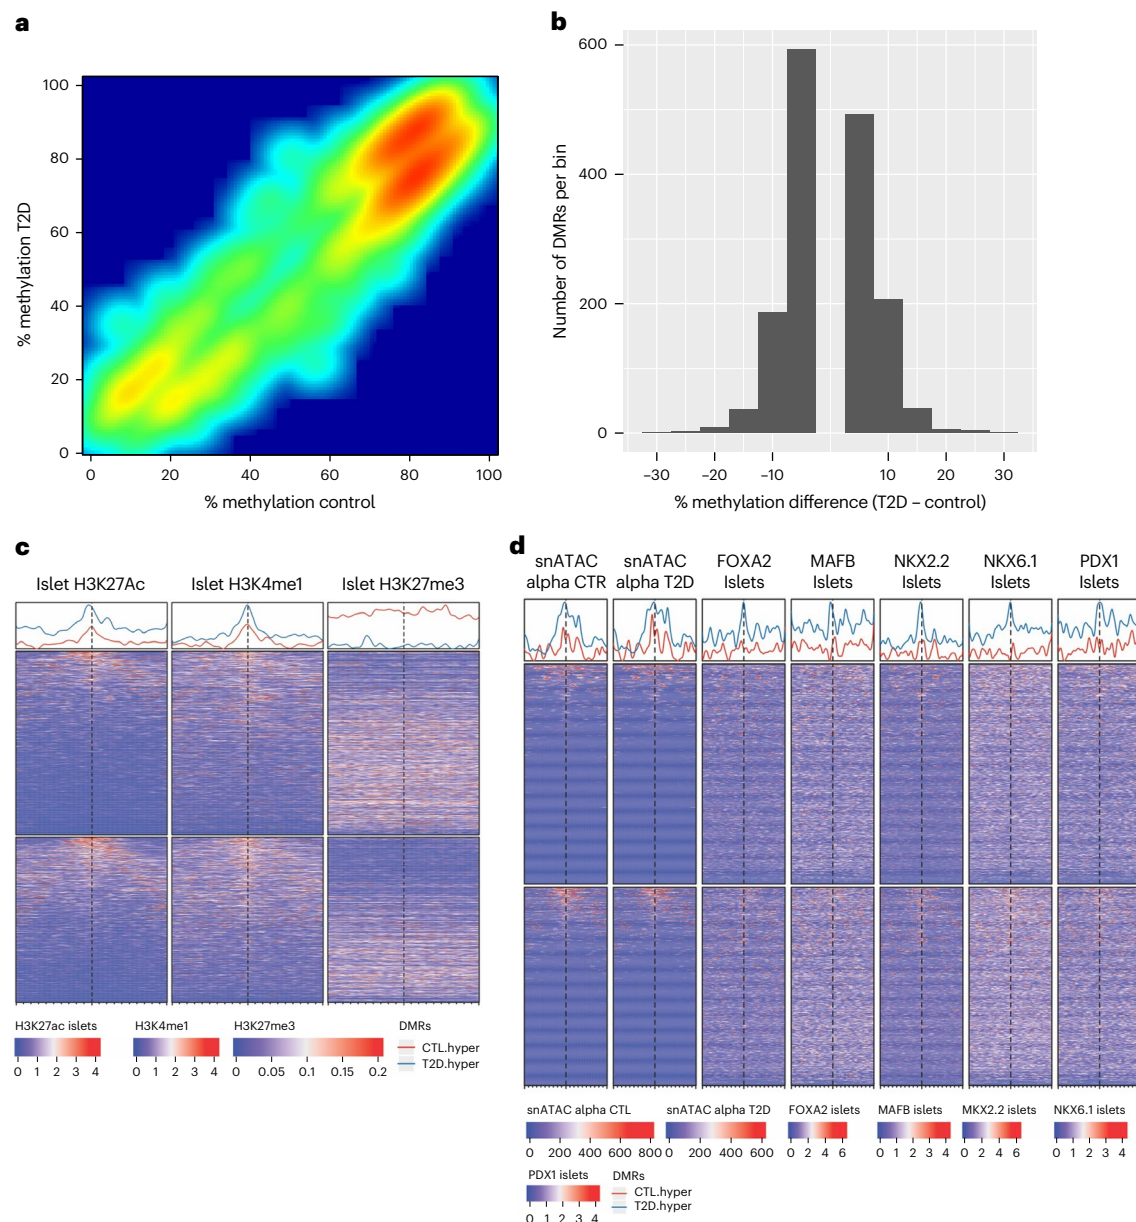 a
100
80
60
40
20
0
% methylation T2D
0 20 40 60 80 100
% methylation control
b
600
400
200
0
Number of DMRs per bin
−30 −20 −10 10 20 30
% methylation difference (T2D – control)
c
Islet H3K27Ac Islet H3K4me1 Islet H3K27me3
H3K27ac islets H3K4me1 H3K27me3 DMRs
0 1 2 3 4 0 1 2 3 4 0 0.05 0.1 0.15 0.2
CTL.hyper
T2D.hyper
d
snATAC alpha CTR
snATAC alpha T2D
FOXA2 Islets
MAFB Islets
NKX2.2 Islets
NKX6.1 Islets
PDX1 Islets
snATAC alpha CTL snATAC alpha T2D FOXA2 islets MAFB islets MKX2.2 islets NKX6.1 islets
0 200 400 600 800 0 200 400 600 0 2 4 6 0 1 2 3 4 0 2 4 6 0 1 2 3 4
PDX1 islets DMRs
0 1 2 3 4
CTL.hyper
T2D.hyper